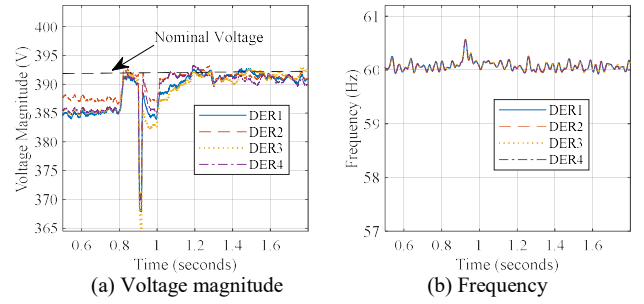 Nominal Voltage
Voltage Magnitude (V)
400
395
390
385
380
375
370
365
DER1
DER2
DER3
DER4
0.6 0.8 1 1.2 1.4 1.6
Time (seconds)
(a) Voltage magnitude
Frequency (Hz)
61
60
59
58
57
DER1
DER2
DER3
DER4
0.6 0.8 1 1.2 1.4 1.6
Time (seconds)
(b) Frequency